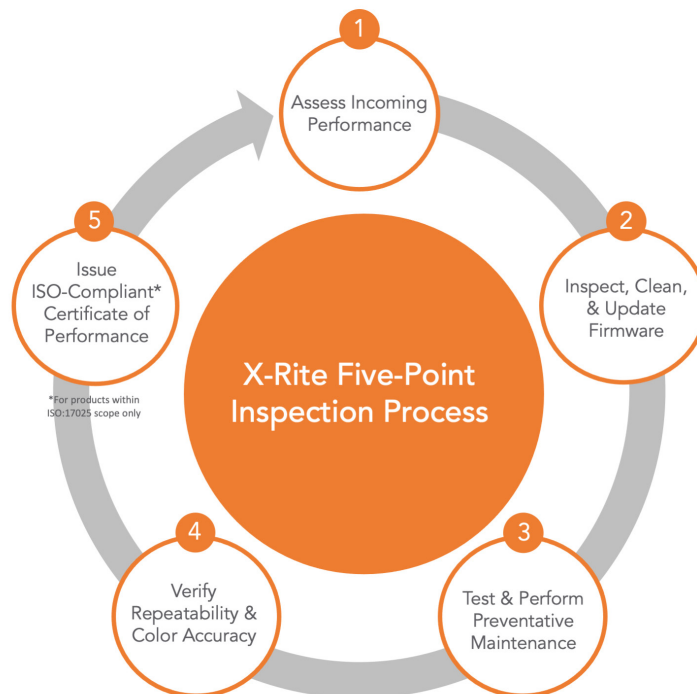 X-Rite Five-Point
Inspection Process
1
Assess Incoming
Performance
2
Inspect, Clean,
& Update
Firmware
3
Test & Perform
Preventative
Maintenance
4
Verify
Repeatability &
Color Accuracy
5
Issue
ISO-Compliant*
Certificate of
Performance
*For products within
ISO:17025 scope only